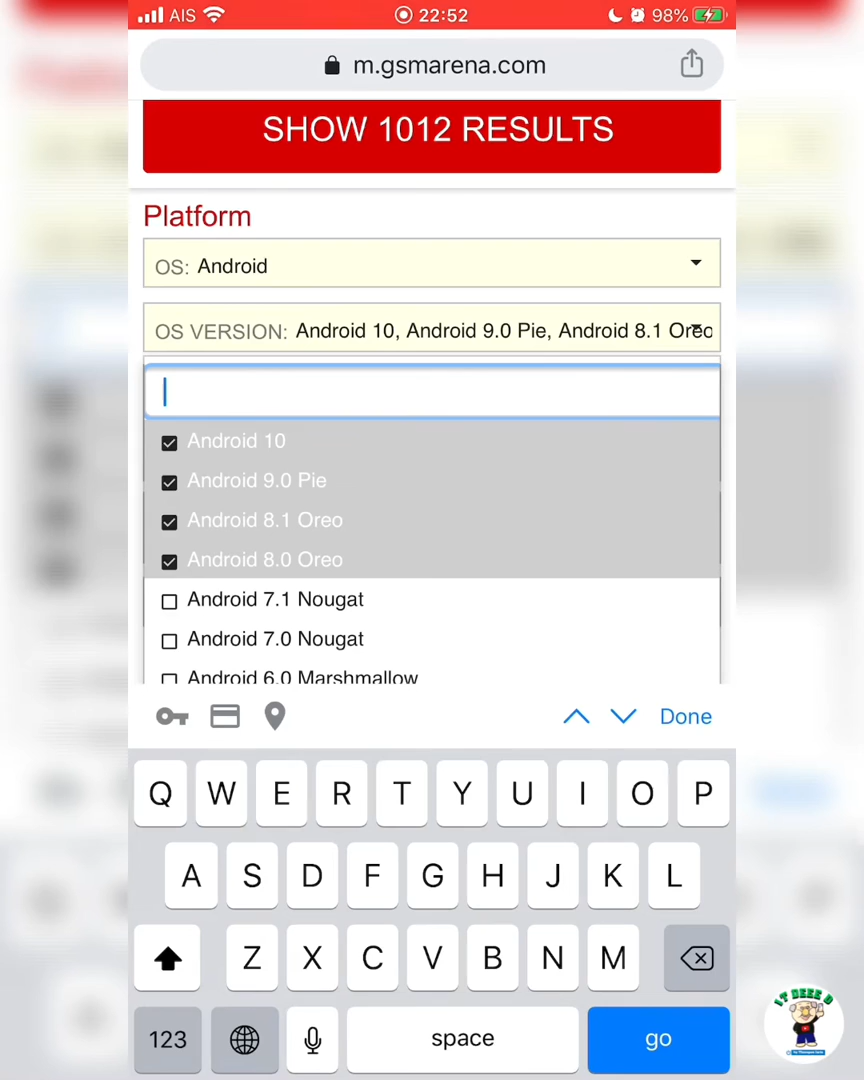 AIS 22:52 98%
m.gsmarena.com
SHOW 1012 RESULTS
Platform
OS: Android
OS VERSION: Android 10, Android 9.0 Pie, Android 8.1 Oreo
Android 10
Android 9.0 Pie
Android 8.1 Oreo
Android 8.0 Oreo
Android 7.1 Nougat
Android 7.0 Nougat
Android 6.0 Marshmallow
Done
Q W E R T Y U I O P
A S D F G H J K L
Z X C V B N M
123 space go
IT DEEE D